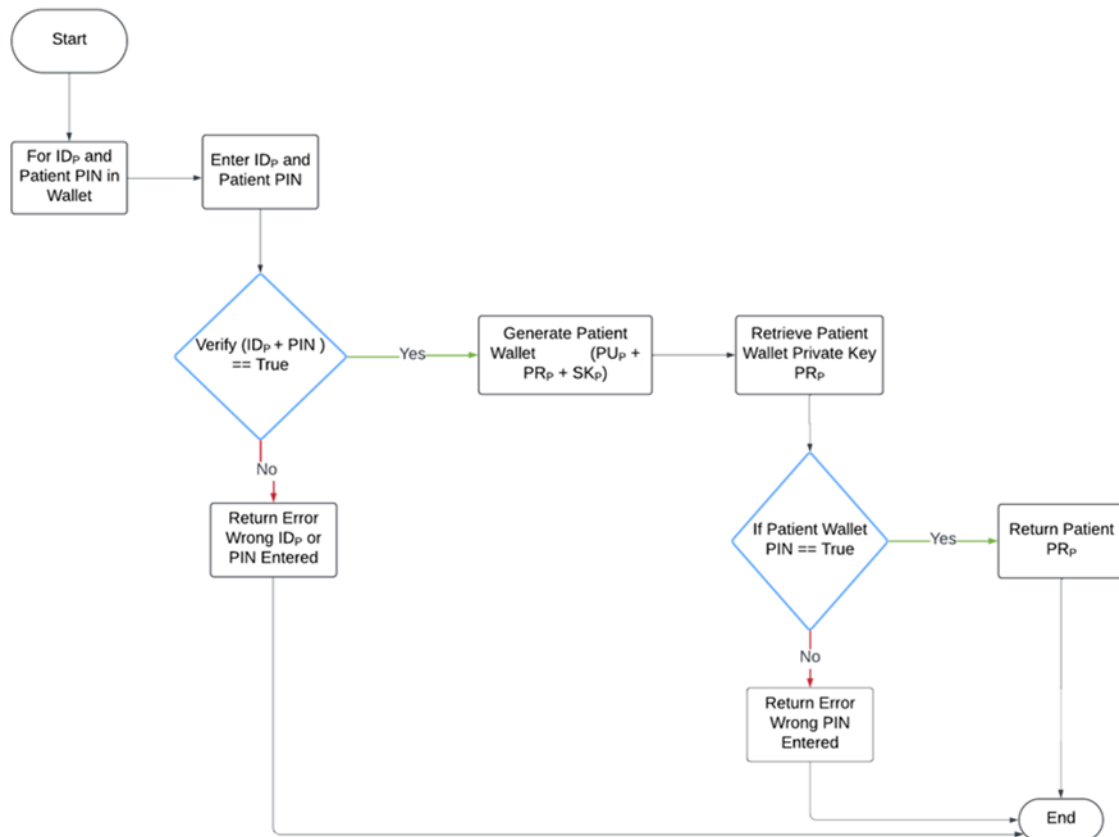 Start
For IDₚ and
Patient PIN in
Wallet
Enter IDₚ and
Patient PIN
Verify (IDₚ + PIN )
== True
Yes
Generate Patient
Wallet (PUₚ +
PRₚ + SKₚ)
Retrieve Patient
Wallet Private Key
PRₚ
No
Return Error
Wrong IDₚ or
PIN Entered
If Patient Wallet
PIN == True
Yes
Return Patient
PRₚ
No
Return Error
Wrong PIN
Entered
End